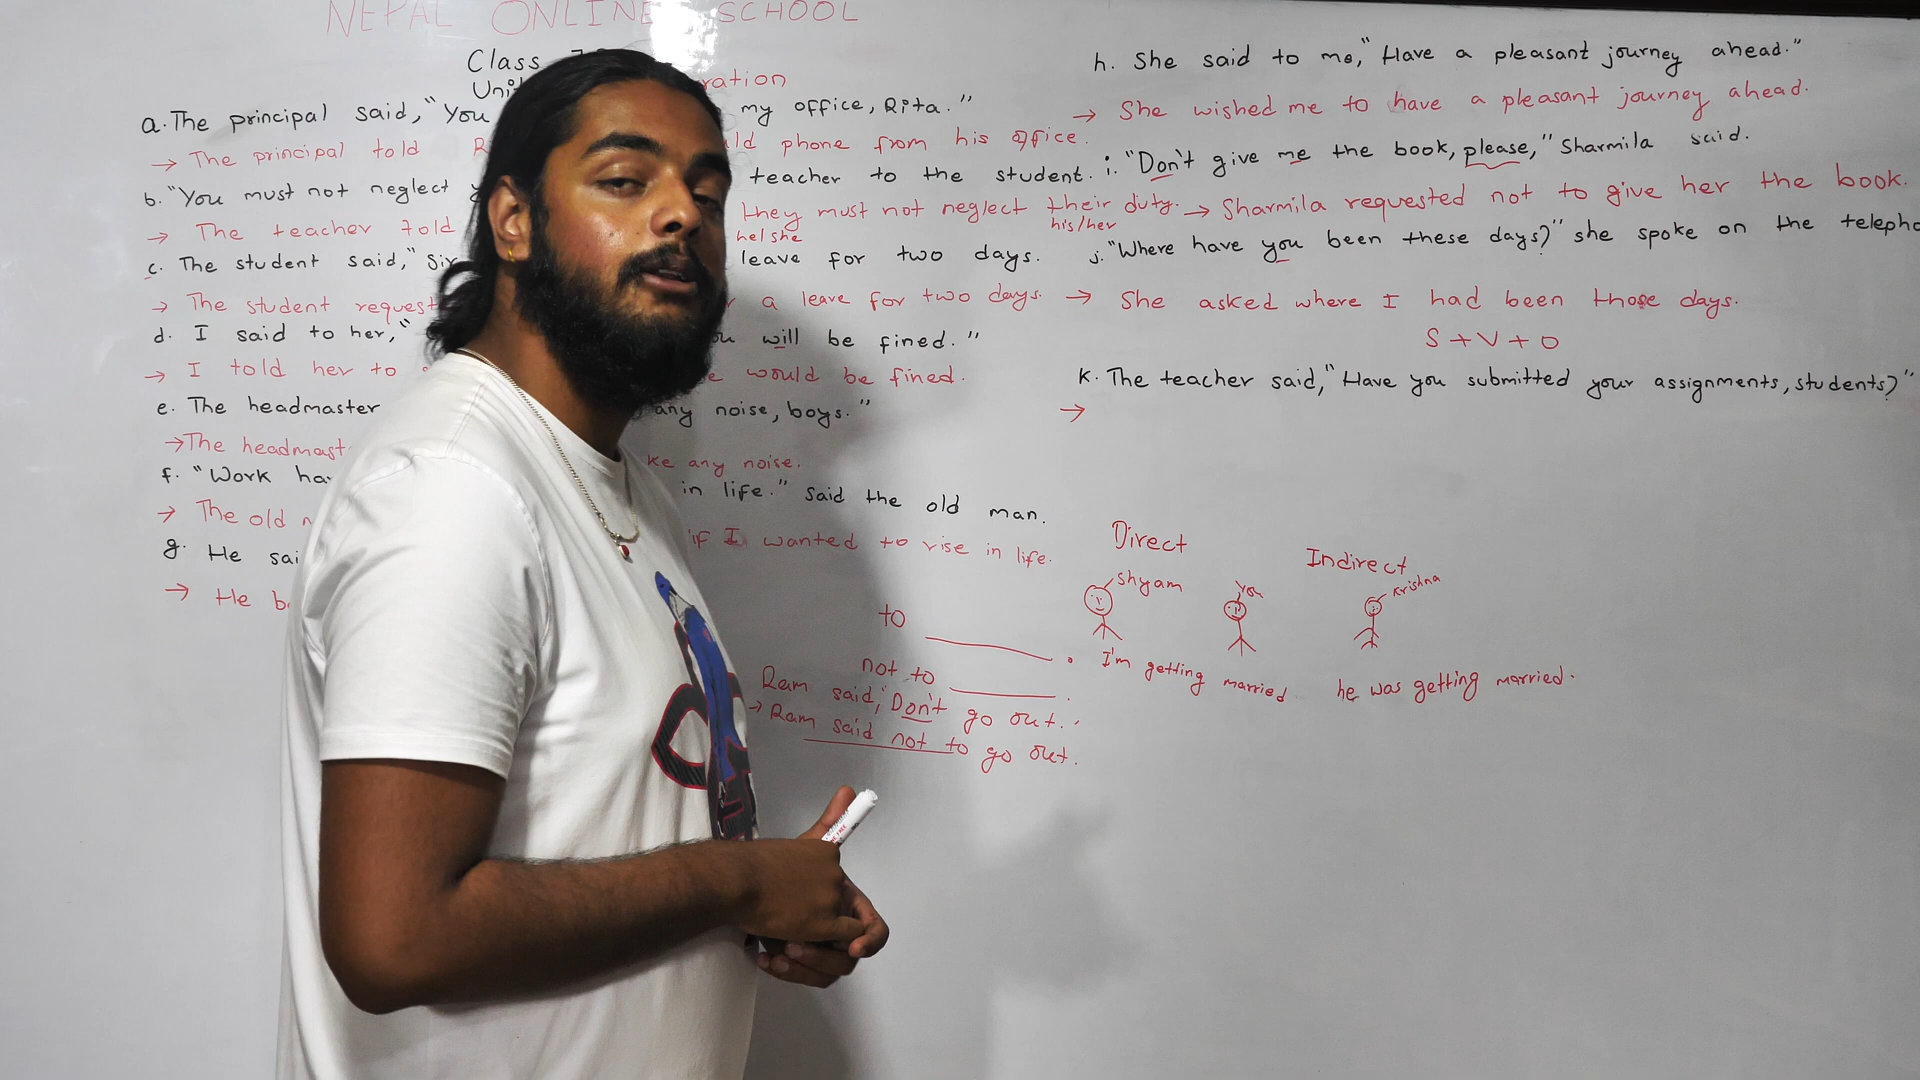 NEPAL ONLINE SCHOOL
Class
ration
a. The principal said, "You my office, Rita."
→ The principal told phone from his office.
b. "You must not neglect teacher to the student.
→ The teacher told they must not neglect their duty.
he/she his/her
c. The student said, "Sir leave for two days.
→ The student request a leave for two days.
d. I said to her, " will be fined."
→ I told her to would be fined.
e. The headmaster any noise, boys."
→ The headmast ke any noise.
f. "Work ha in life." said the old man.
→ The old if I wanted to rise in life.
g. He sai
→ He b
to ______.
not to ______.
Ram said, "Don't go out."
→ Ram said not to go out.
h. She said to me, "Have a pleasant journey ahead."
→ She wished me to have a pleasant journey ahead.
i. "Don't give me the book, please," Sharmila said.
→ Sharmila requested not to give her the book.
j. "Where have you been these days?" she spoke on the telepho
→ She asked where I had been those days.
S + V + O
k. The teacher said, "Have you submitted your assignments, students?"
→
Direct Indirect
Shyam You Krishna
I'm getting married he was getting married.